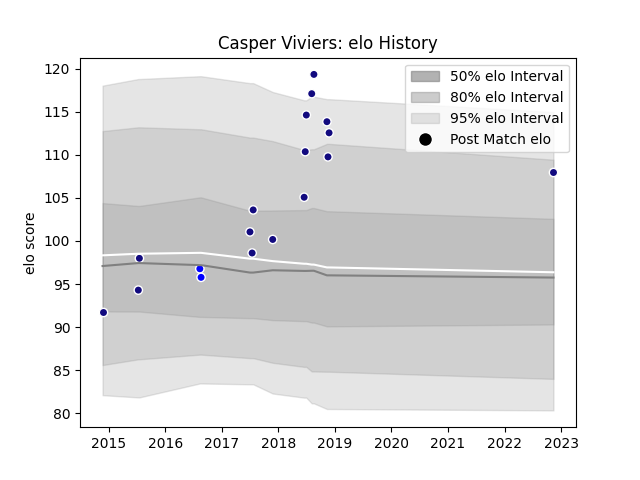 Casper Viviers: elo History
120
115
110
105
100
95
90
85
80
elo score
50% elo Interval
80% elo Interval
95% elo Interval
Post Match elo
2015 2016 2017 2018 2019 2020 2021 2022 2023